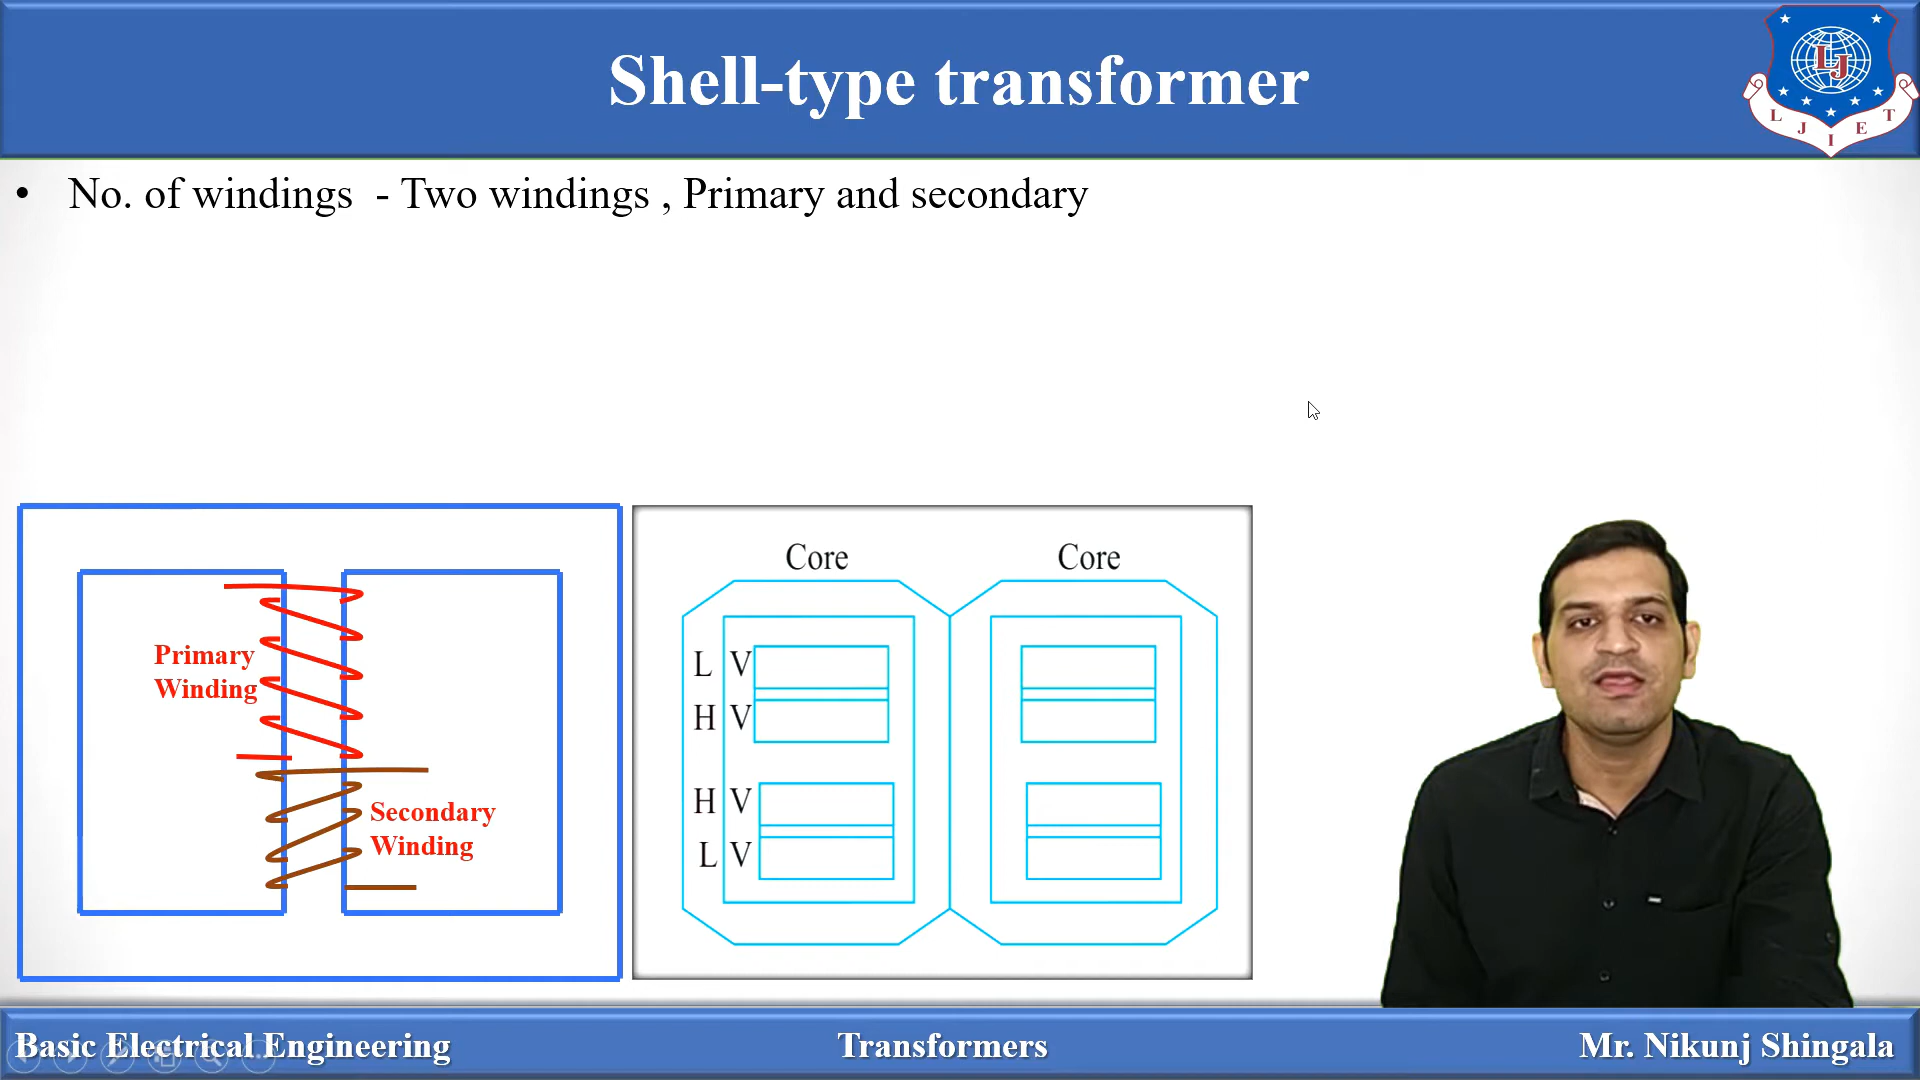 Shell-type transformer
L J I E T
LJ
• No. of windings - Two windings , Primary and secondary
Primary
Winding
Secondary
Winding
Core Core
L V
H V
H V
L V
Basic Electrical Engineering Transformers Mr. Nikunj Shingala